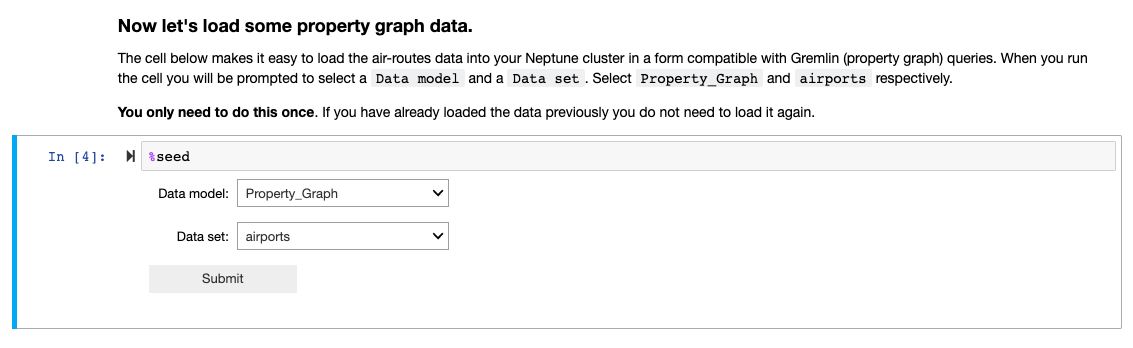 Now let's load some property graph data.
The cell below makes it easy to load the air-routes data into your Neptune cluster in a form compatible with Gremlin (property graph) queries. When you run
the cell you will be prompted to select a Data model and a Data set . Select Property_Graph and airports respectively.
You only need to do this once. If you have already loaded the data previously you do not need to load it again.
In [4]: %seed
Data model: Property_Graph
Data set: airports
Submit